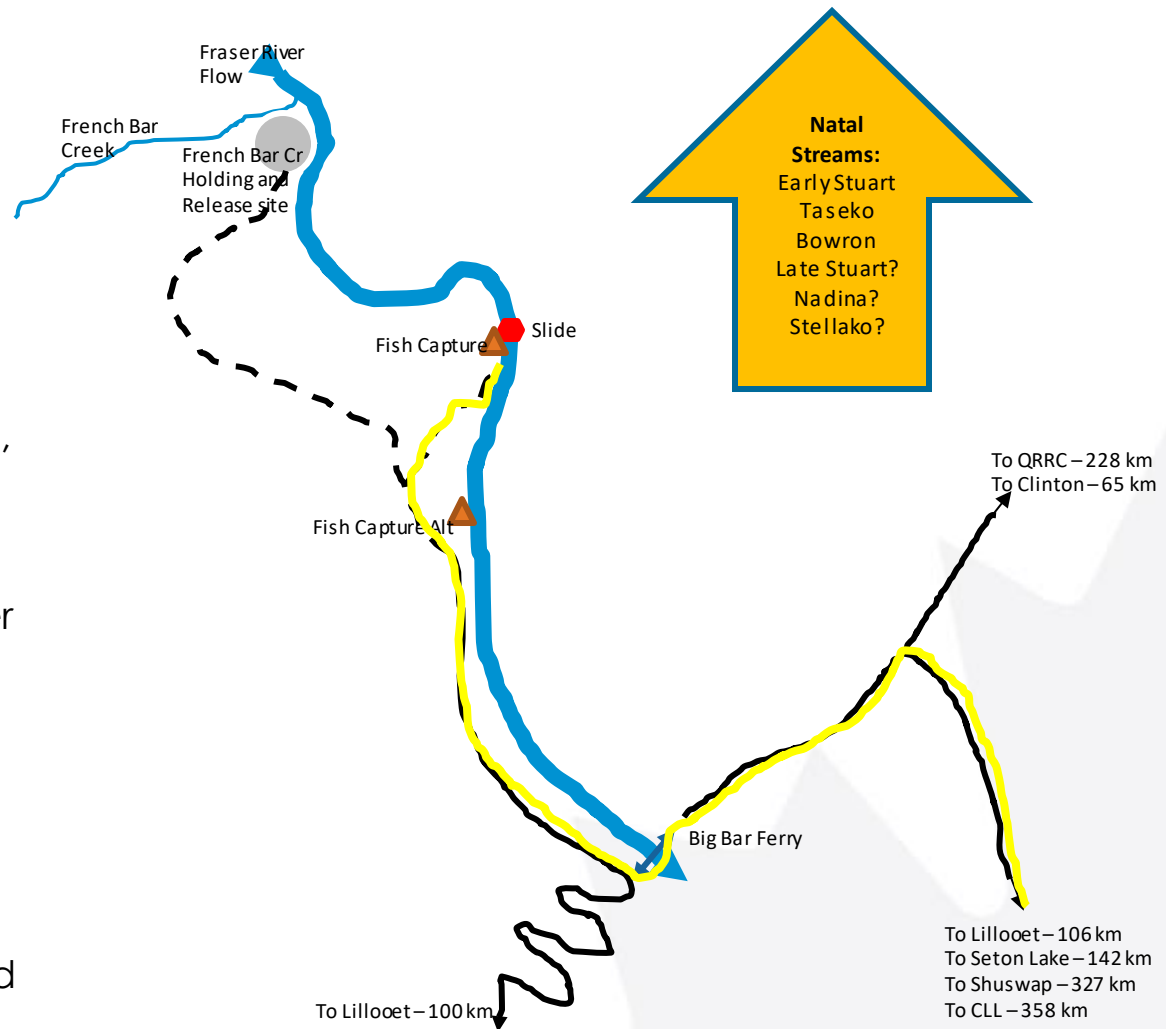 Fraser River
Flow
French Bar
Creek
French Bar Cr
Holding and
Release site
Natal
Streams:
Early Stuart
Taseko
Bowron
Late Stuart?
Nadina?
Stellako?
Slide
Fish Capture
,
To QRRC – 228 km
To Clinton – 65 km
Fish Capture Alt
er
Big Bar Ferry
d
To Lillooet – 106 km
To Seton Lake – 142 km
To Shuswap – 327 km
To CLL – 358 km
To Lillooet – 100 km